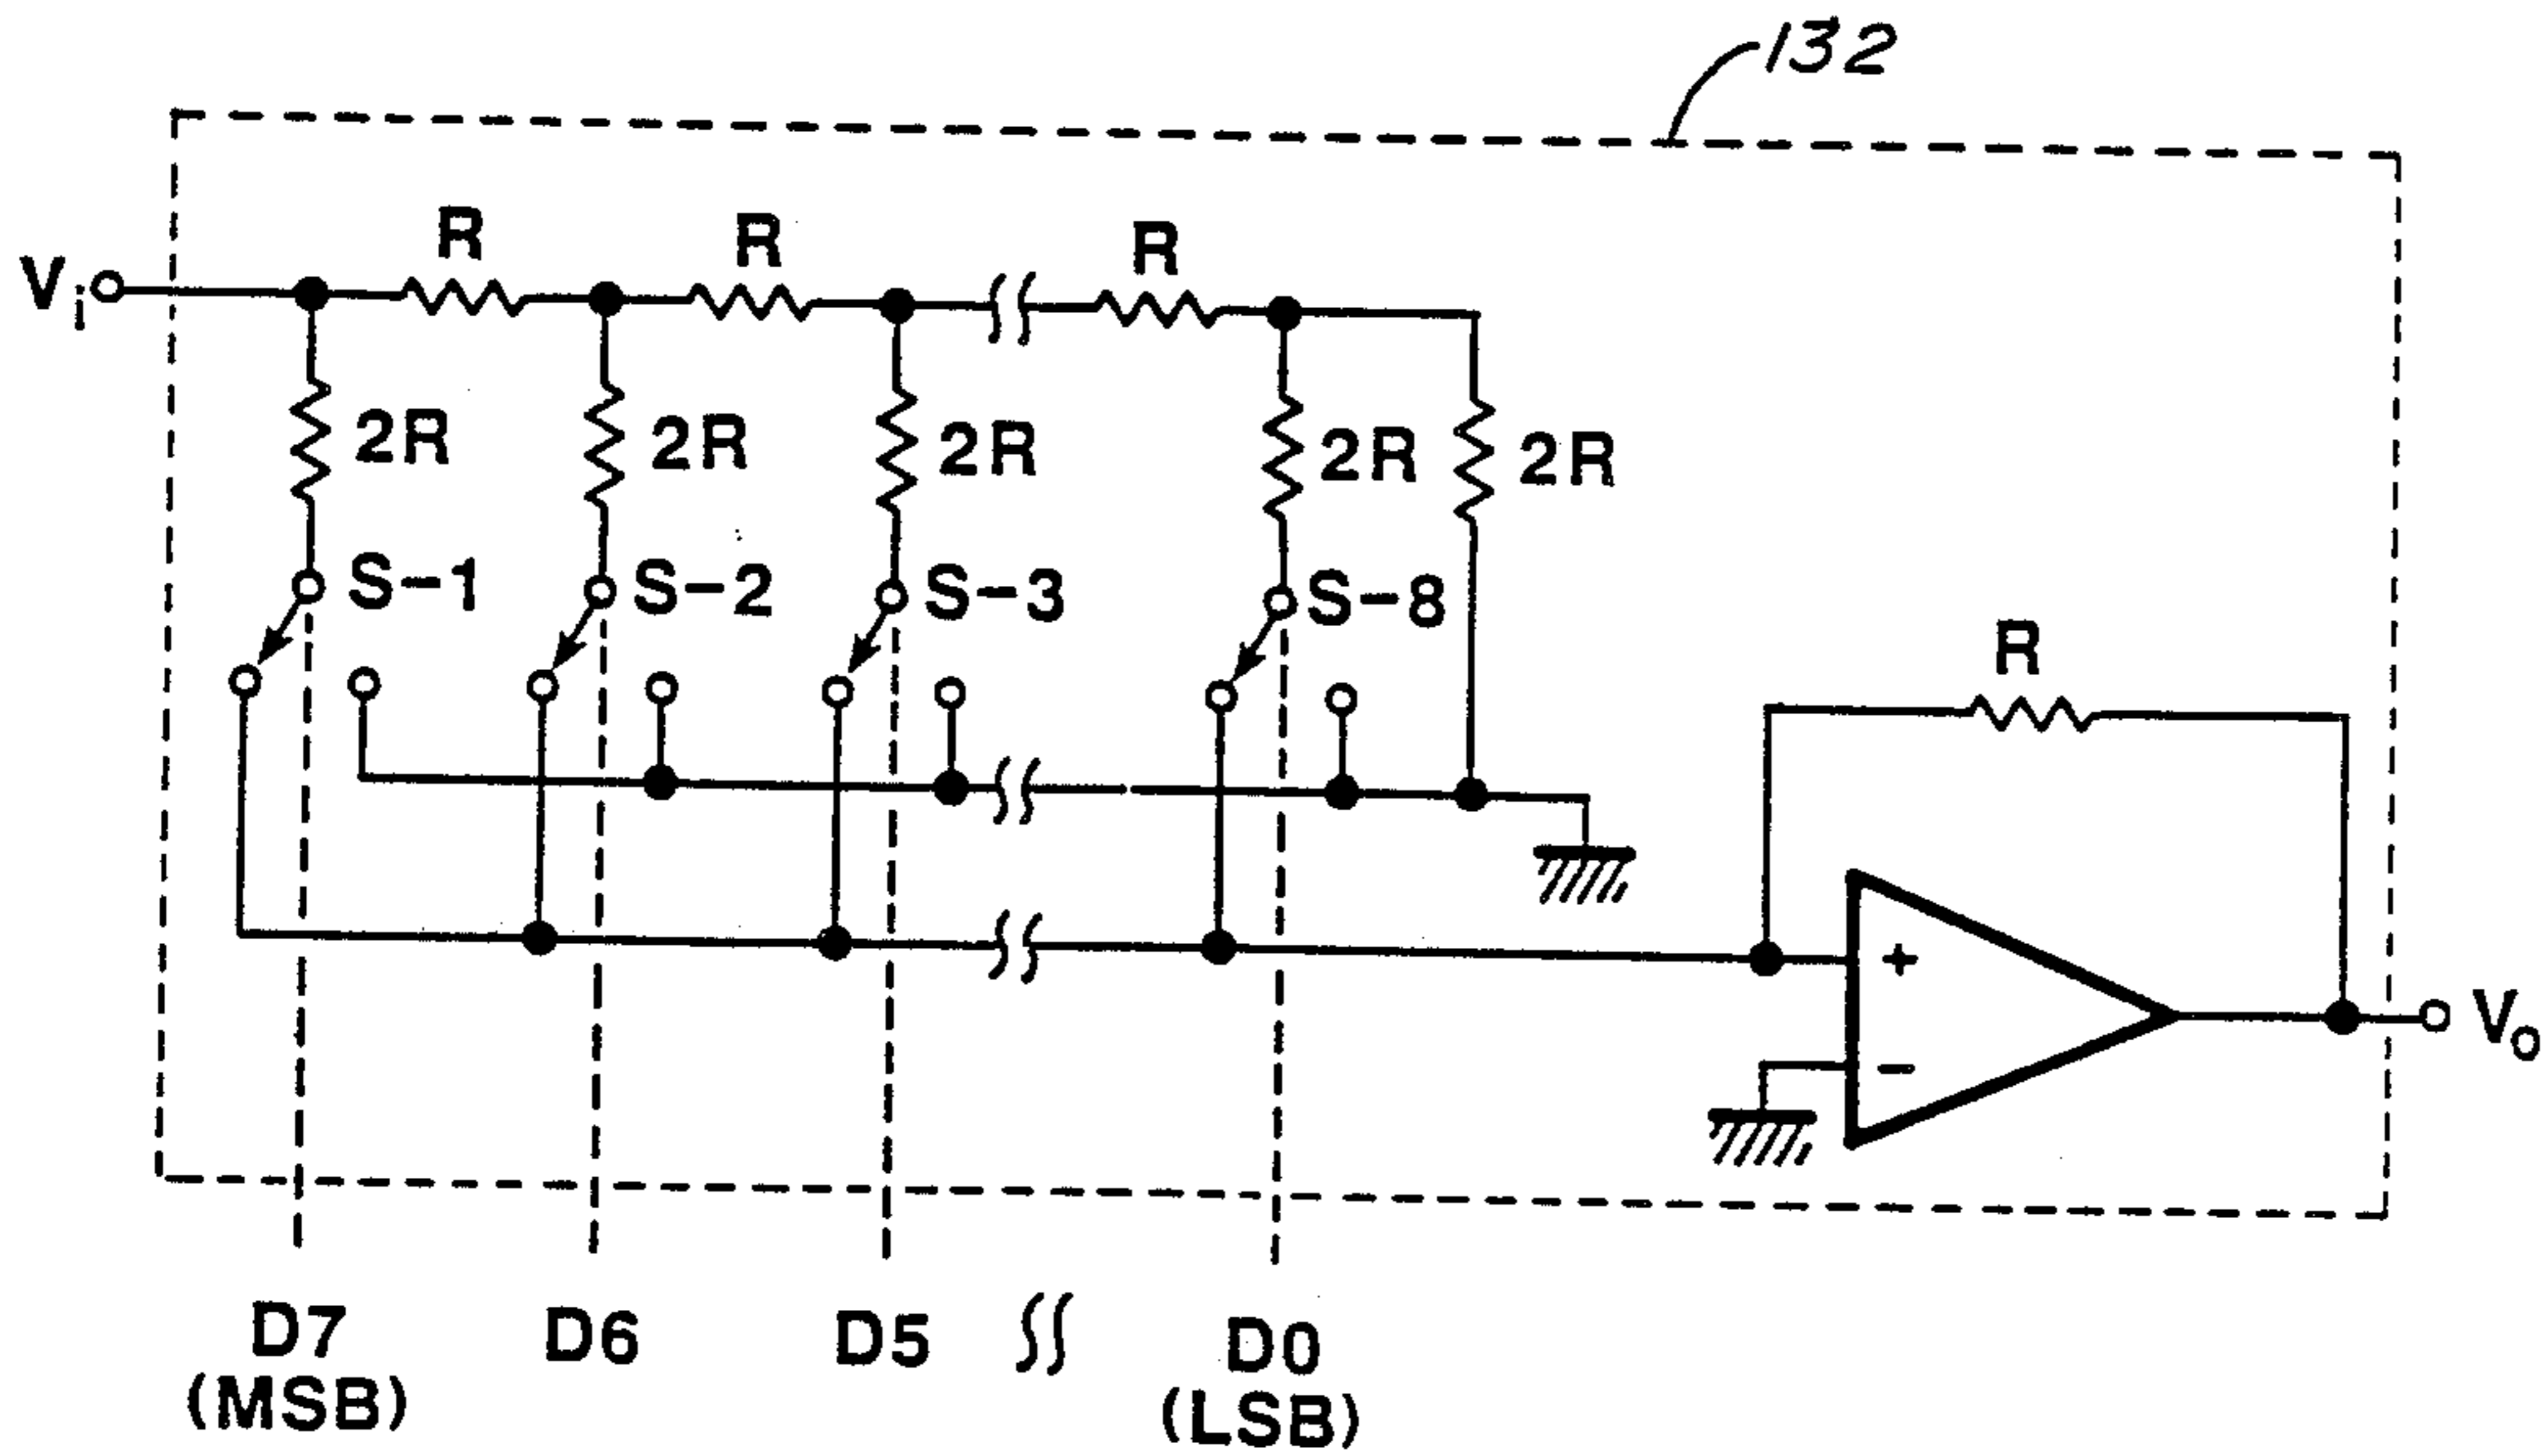 132
R R R
Vi
2R 2R 2R 2R 2R
S-1 S-2 S-3 S-8
R
+
-
Vo
D7 D6 D5 D0
(MSB) (LSB)